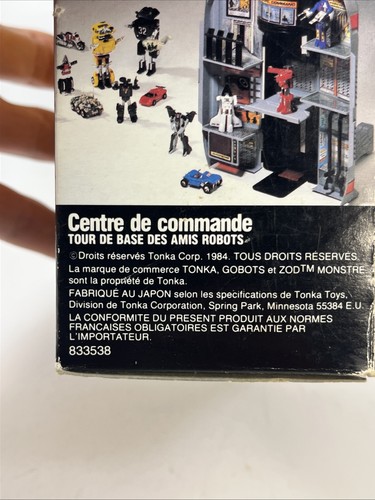 COMMAND
32
Centre de commande
TOUR DE BASE DES AMIS ROBOTS
©Droits réservés Tonka Corp. 1984. TOUS DROITS RÉSERVÉS.
La marque de commerce TONKA, GOBOTS et ZOD™ MONSTRE
sont la propriété de Tonka.
FABRIQUÉ AU JAPON selon les specifications de Tonka Toys,
Division de Tonka Corporation, Spring Park, Minnesota 55384 E.U.
LA CONFORMITE DU PRESENT PRODUIT AUX NORMES
FRANCAISES OBLIGATOIRES EST GARANTIE PAR
L'IMPORTATEUR.
833538